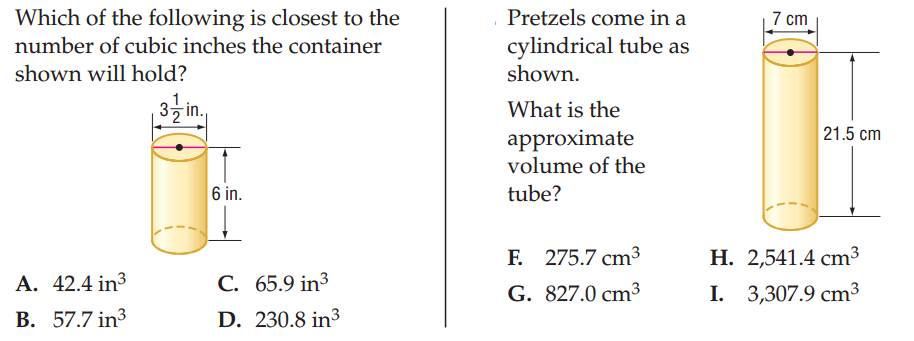 Which of the following is closest to the
number of cubic inches the container
shown will hold?
3 1/2 in.
6 in.
A. 42.4 in³
C. 65.9 in³
B. 57.7 in³
D. 230.8 in³
Pretzels come in a
cylindrical tube as
shown.
What is the
approximate
volume of the
tube?
7 cm
21.5 cm
F. 275.7 cm³
H. 2,541.4 cm³
G. 827.0 cm³
I. 3,307.9 cm³